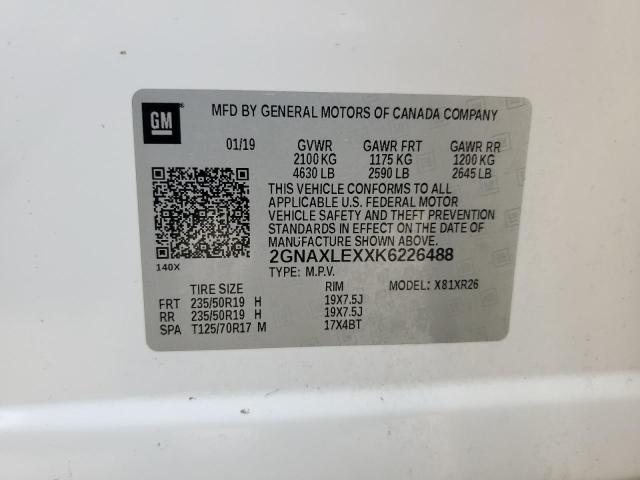 GM
MFD BY GENERAL MOTORS OF CANADA COMPANY
01/19 GVWR GAWR FRT GAWR RR
2100 KG 1175 KG 1200 KG
4630 LB 2590 LB 2645 LB
THIS VEHICLE CONFORMS TO ALL
APPLICABLE U.S. FEDERAL MOTOR
VEHICLE SAFETY AND THEFT PREVENTION
STANDARDS IN EFFECT ON THE DATE OF
MANUFACTURE SHOWN ABOVE.
2GNAXLEXXK6226488
140X
TYPE: M.P.V.
TIRE SIZE RIM MODEL: X81XR26
FRT 235/50R19 H 19X7.5J
RR 235/50R19 H 19X7.5J
SPA T125/70R17 M 17X4BT